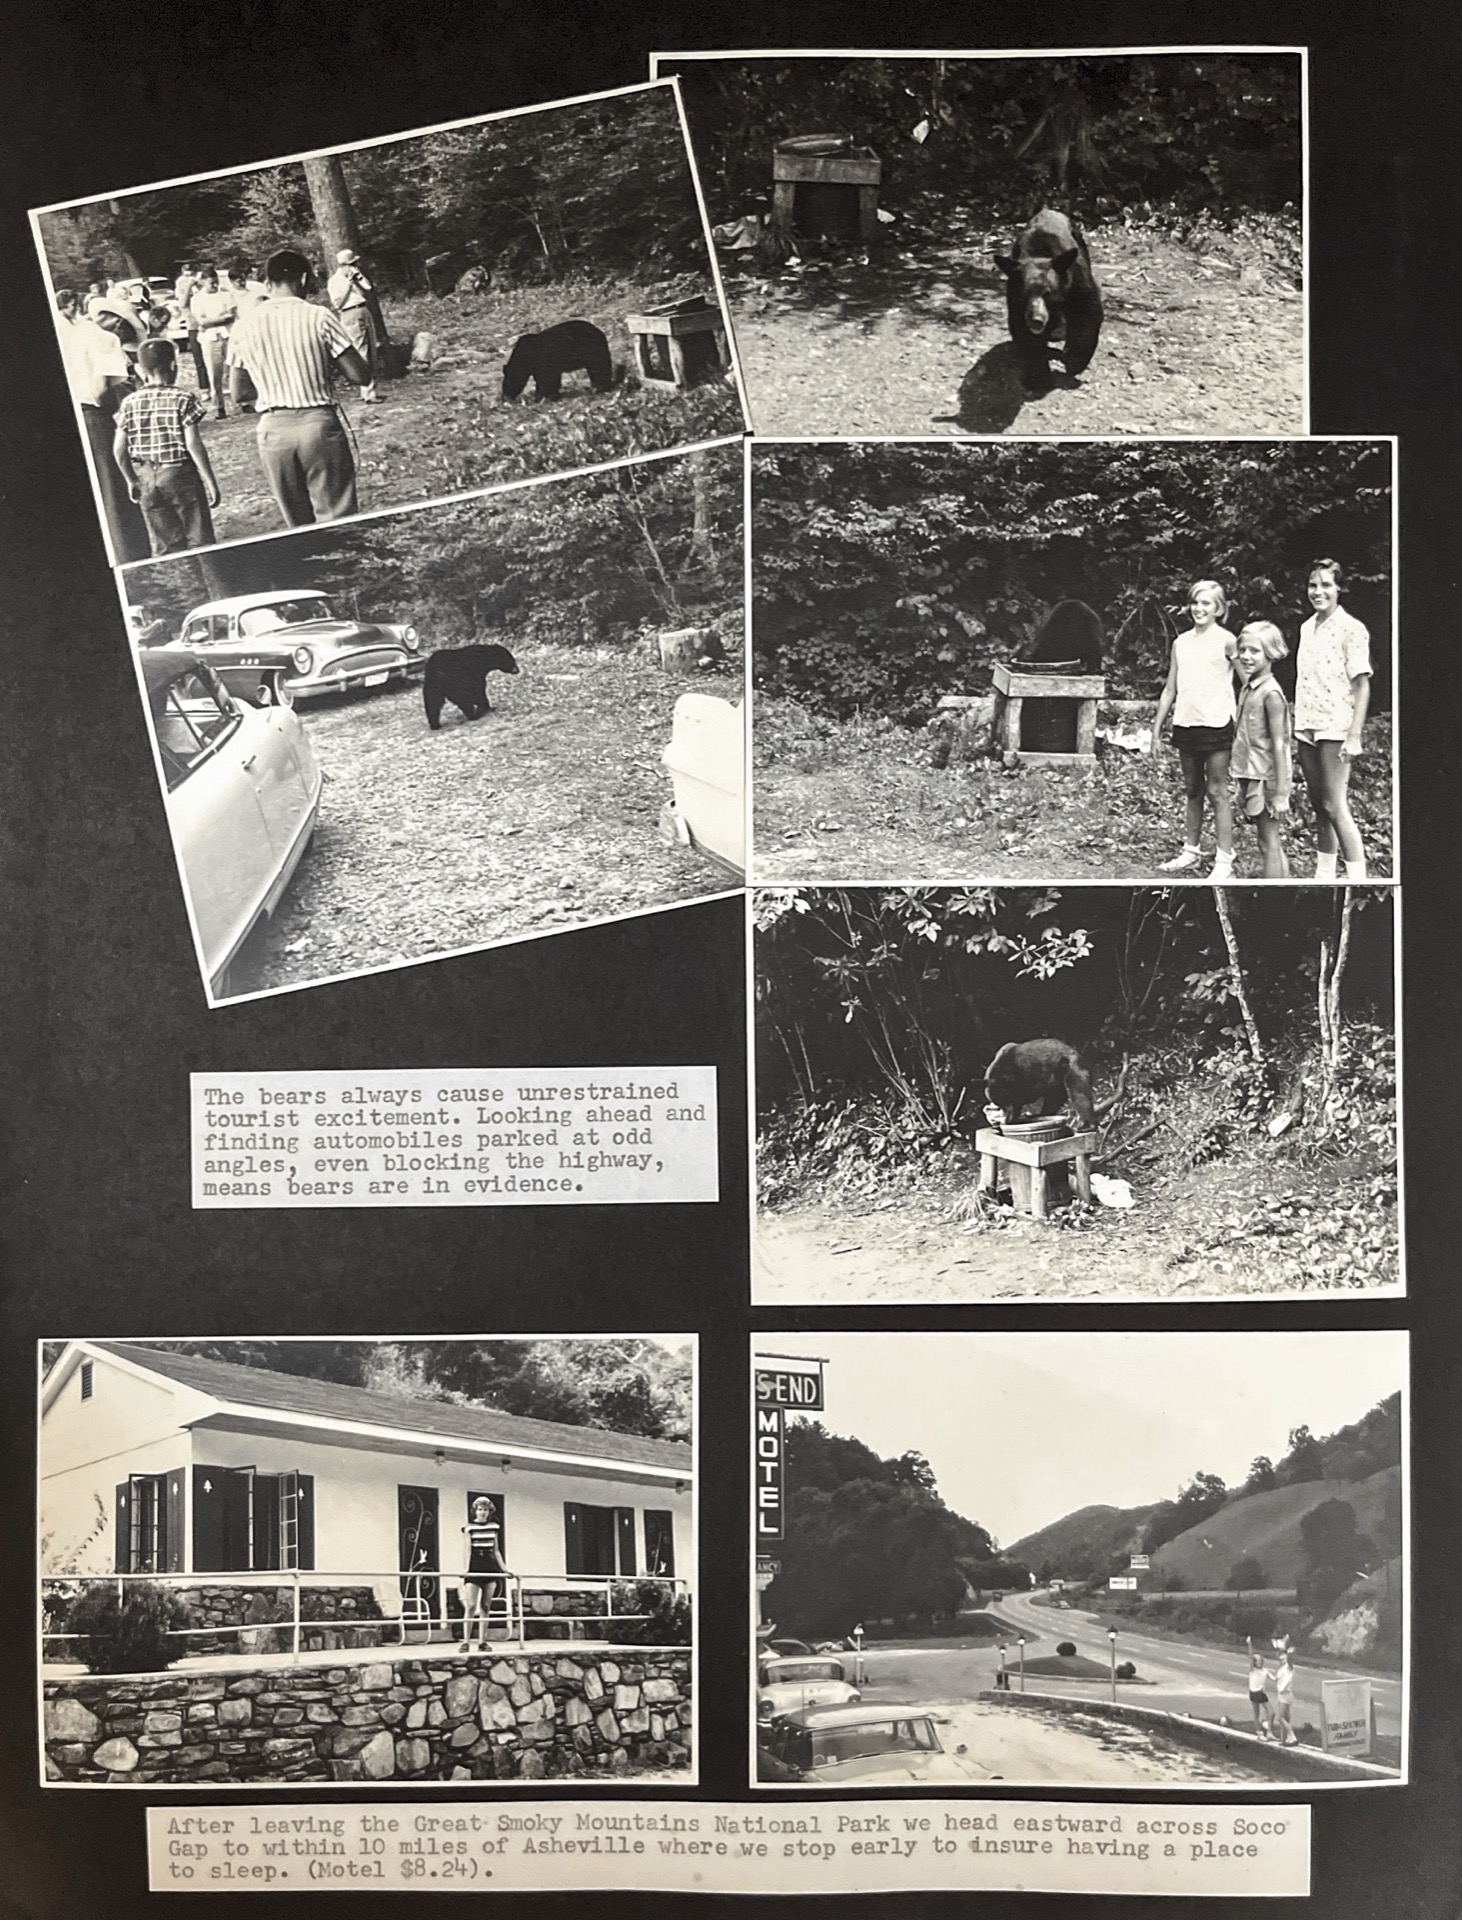 The bears always cause unrestrained
tourist excitement. Looking ahead and
finding automobiles parked at odd
angles, even blocking the highway,
means bears are in evidence.
S END
MOTEL
TUB & SHOWER
FAMILY
After leaving the Great Smoky Mountains National Park we head eastward across Soco
Gap to within 10 miles of Asheville where we stop early to insure having a place
to sleep. (Motel $8.24).